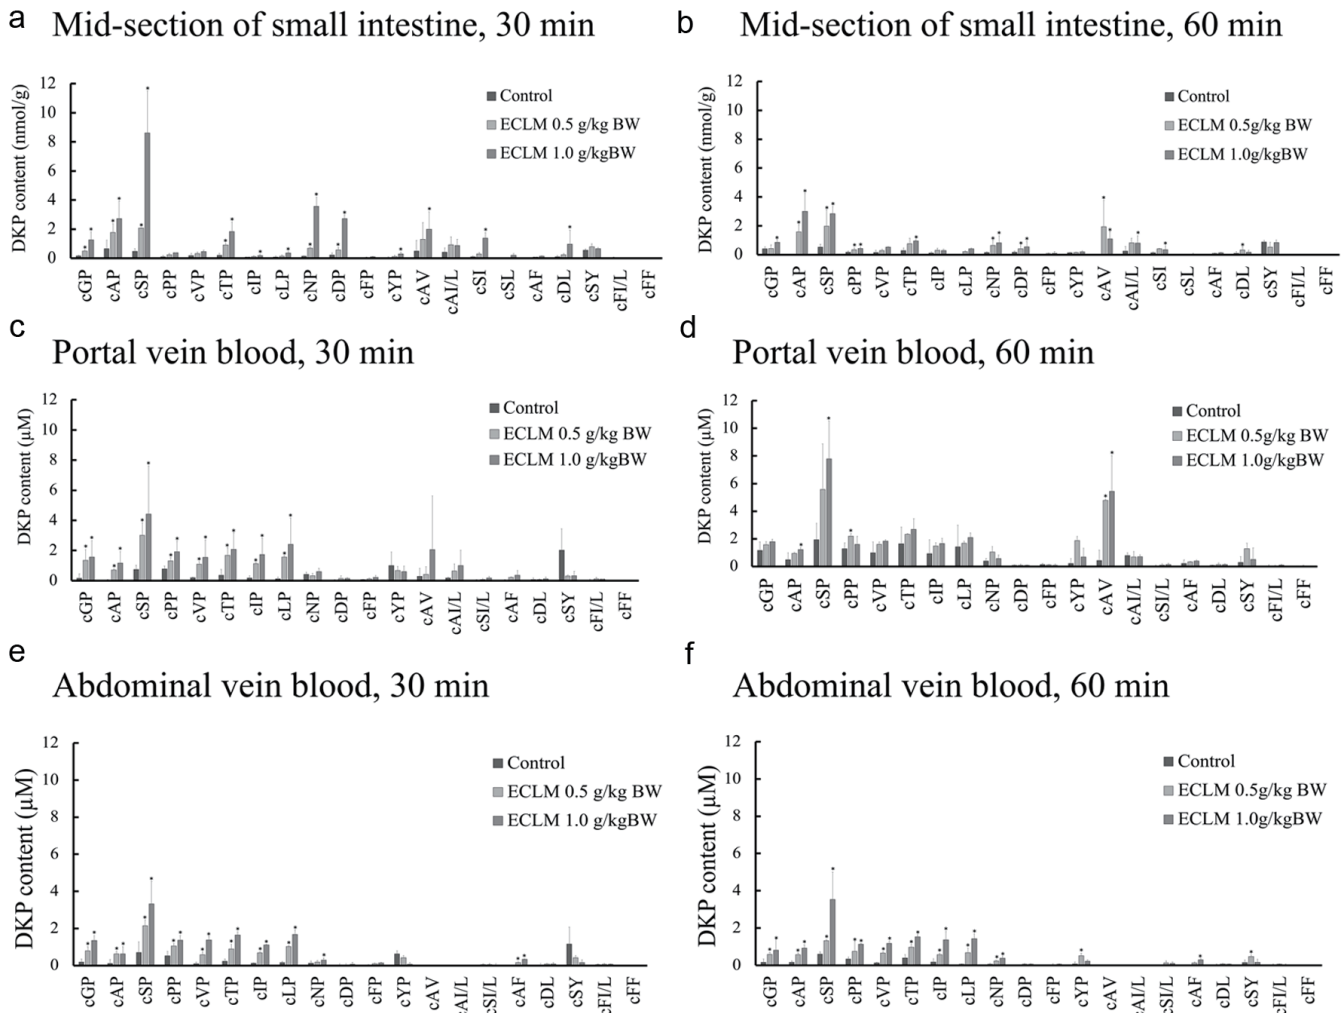 a Mid-section of small intestine, 30 min
DKP content (nmol/g)
12
10
8
6
4
2
0
Control
ECLM 0.5 g/kg BW
ECLM 1.0 g/kgBW
cGP cAP cSP cPP cVP cTP cIP cLP cNP cDP cFP cYP cAV cAI/L cSI cSL cAF cDL cSY cFI/L cFF
b Mid-section of small intestine, 60 min
DKP content (nmol/g)
12
10
8
6
4
2
0
Control
ECLM 0.5g/kg BW
ECLM 1.0g/kgBW
cGP cAP cSP cPP cVP cTP cIP cLP cNP cDP cFP cYP cAV cAI/L cSI cSL cAF cDL cSY cFI/L cFF
c Portal vein blood, 30 min
DKP content (μM)
12
10
8
6
4
2
0
Control
ECLM 0.5 g/kg BW
ECLM 1.0 g/kgBW
cGP cAP cSP cPP cVP cTP cIP cLP cNP cDP cFP cYP cAV cAI/L cSI/L cAF cDL cSY cFI/L cFF
d Portal vein blood, 60 min
DKP content (μM)
12
10
8
6
4
2
0
Control
ECLM 0.5g/kg BW
ECLM 1.0g/kgBW
cGP cAP cSP cPP cVP cTP cIP cLP cNP cDP cFP cYP cAV cAI/L cSI/L cAF cDL cSY cFI/L cFF
e Abdominal vein blood, 30 min
DKP content (μM)
12
10
8
6
4
2
0
Control
ECLM 0.5 g/kg BW
ECLM 1.0 g/kgBW
cGP cAP cSP cPP cVP cTP cIP cLP cNP cDP cFP cYP cAV cAI/L cSI/L cAF cDL cSY cFI/L cFF
f Abdominal vein blood, 60 min
DKP content (μM)
12
10
8
6
4
2
0
Control
ECLM 0.5g/kg BW
ECLM 1.0g/kgBW
cGP cAP cSP cPP cVP cTP cIP cLP cNP cDP cFP cYP cAV cAI/L cSI/L cAF cDL cSY cFI/L cFF